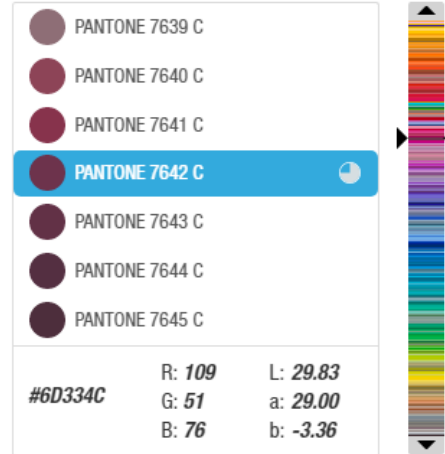 PANTONE 7639 C
PANTONE 7640 C
PANTONE 7641 C
PANTONE 7642 C
PANTONE 7643 C
PANTONE 7644 C
PANTONE 7645 C
#6D334C
R: 109 L: 29.83
G: 51 a: 29.00
B: 76 b: -3.36